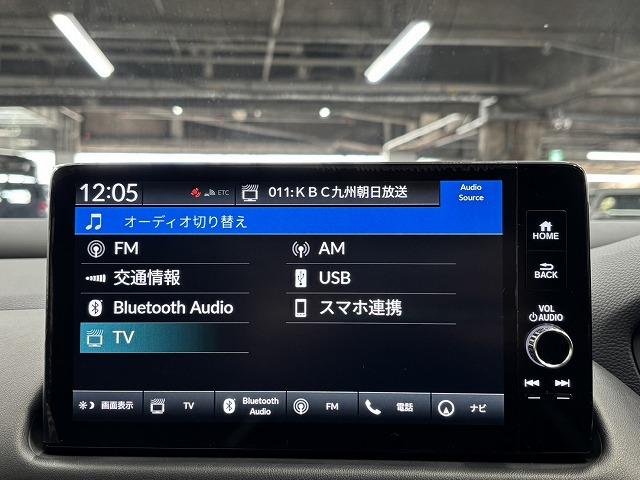 12:05 ETC 011:KBC九州朝日放送 Audio Source
オーディオ切り替え
FM AM
交通情報 USB
Bluetooth Audio スマホ連携
TV
画面表示 TV Bluetooth Audio FM 電話 ナビ
HOME
BACK
VOL
AUDIO